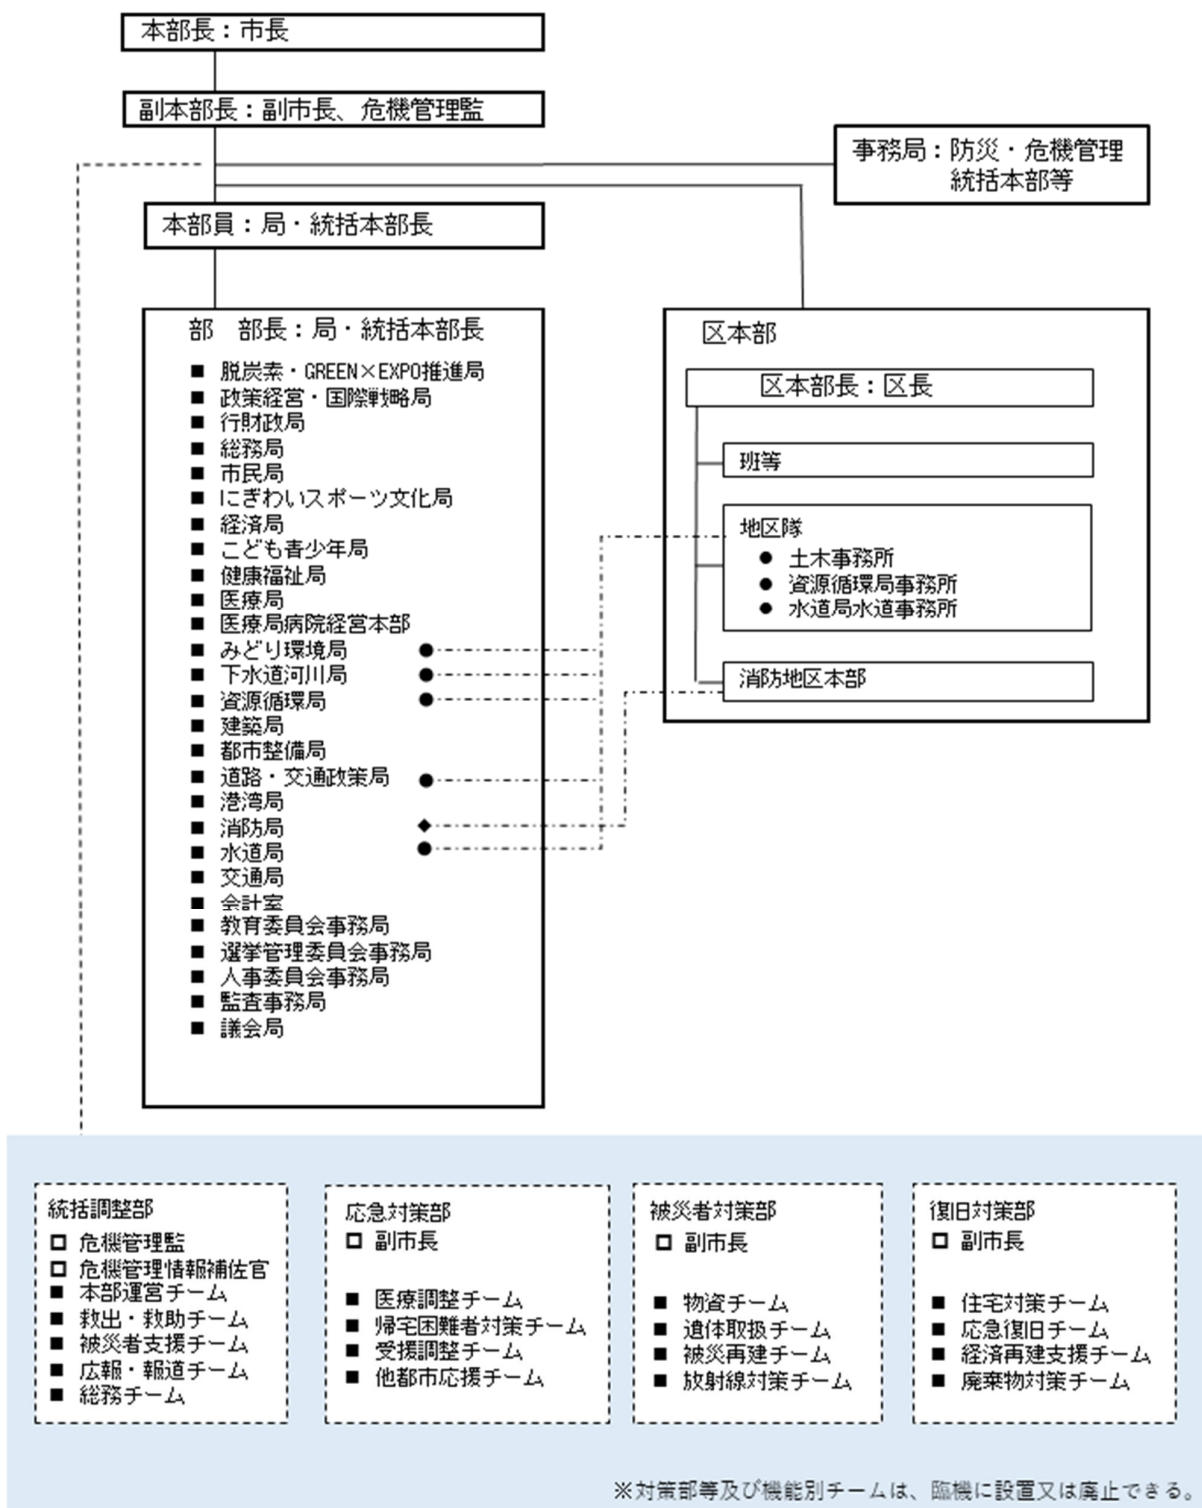 本部長：市長
副本部長：副市長、危機管理監
事務局：防災・危機管理
統括本部等
本部員：局・統括本部長
部　部長：局・統括本部長
■ 脱炭素・GREEN×EXPO推進局
■ 政策経営・国際戦略局
■ 行財政局
■ 総務局
■ 市民局
■ にぎわいスポーツ文化局
■ 経済局
■ こども青少年局
■ 健康福祉局
■ 医療局
■ 医療局病院経営本部
■ みどり環境局
■ 下水道河川局
■ 資源循環局
■ 建築局
■ 都市整備局
■ 道路・交通政策局
■ 港湾局
■ 消防局
■ 水道局
■ 交通局
■ 会計室
■ 教育委員会事務局
■ 選挙管理委員会事務局
■ 人事委員会事務局
■ 監査事務局
■ 議会局
区本部
区本部長：区長
班等
地区隊
● 土木事務所
● 資源循環局事務所
● 水道局水道事務所
消防地区本部
統括調整部
□ 危機管理監
□ 危機管理情報補佐官
■ 本部運営チーム
■ 救出・救助チーム
■ 被災者支援チーム
■ 広報・報道チーム
■ 総務チーム
応急対策部
□ 副市長
■ 医療調整チーム
■ 帰宅困難者対策チーム
■ 受援調整チーム
■ 他都市応援チーム
被災者対策部
□ 副市長
■ 物資チーム
■ 遺体取扱チーム
■ 被災再建チーム
■ 放射線対策チーム
復旧対策部
□ 副市長
■ 住宅対策チーム
■ 応急復旧チーム
■ 経済再建支援チーム
■ 廃棄物対策チーム
※対策部等及び機能別チームは、臨機に設置又は廃止できる。